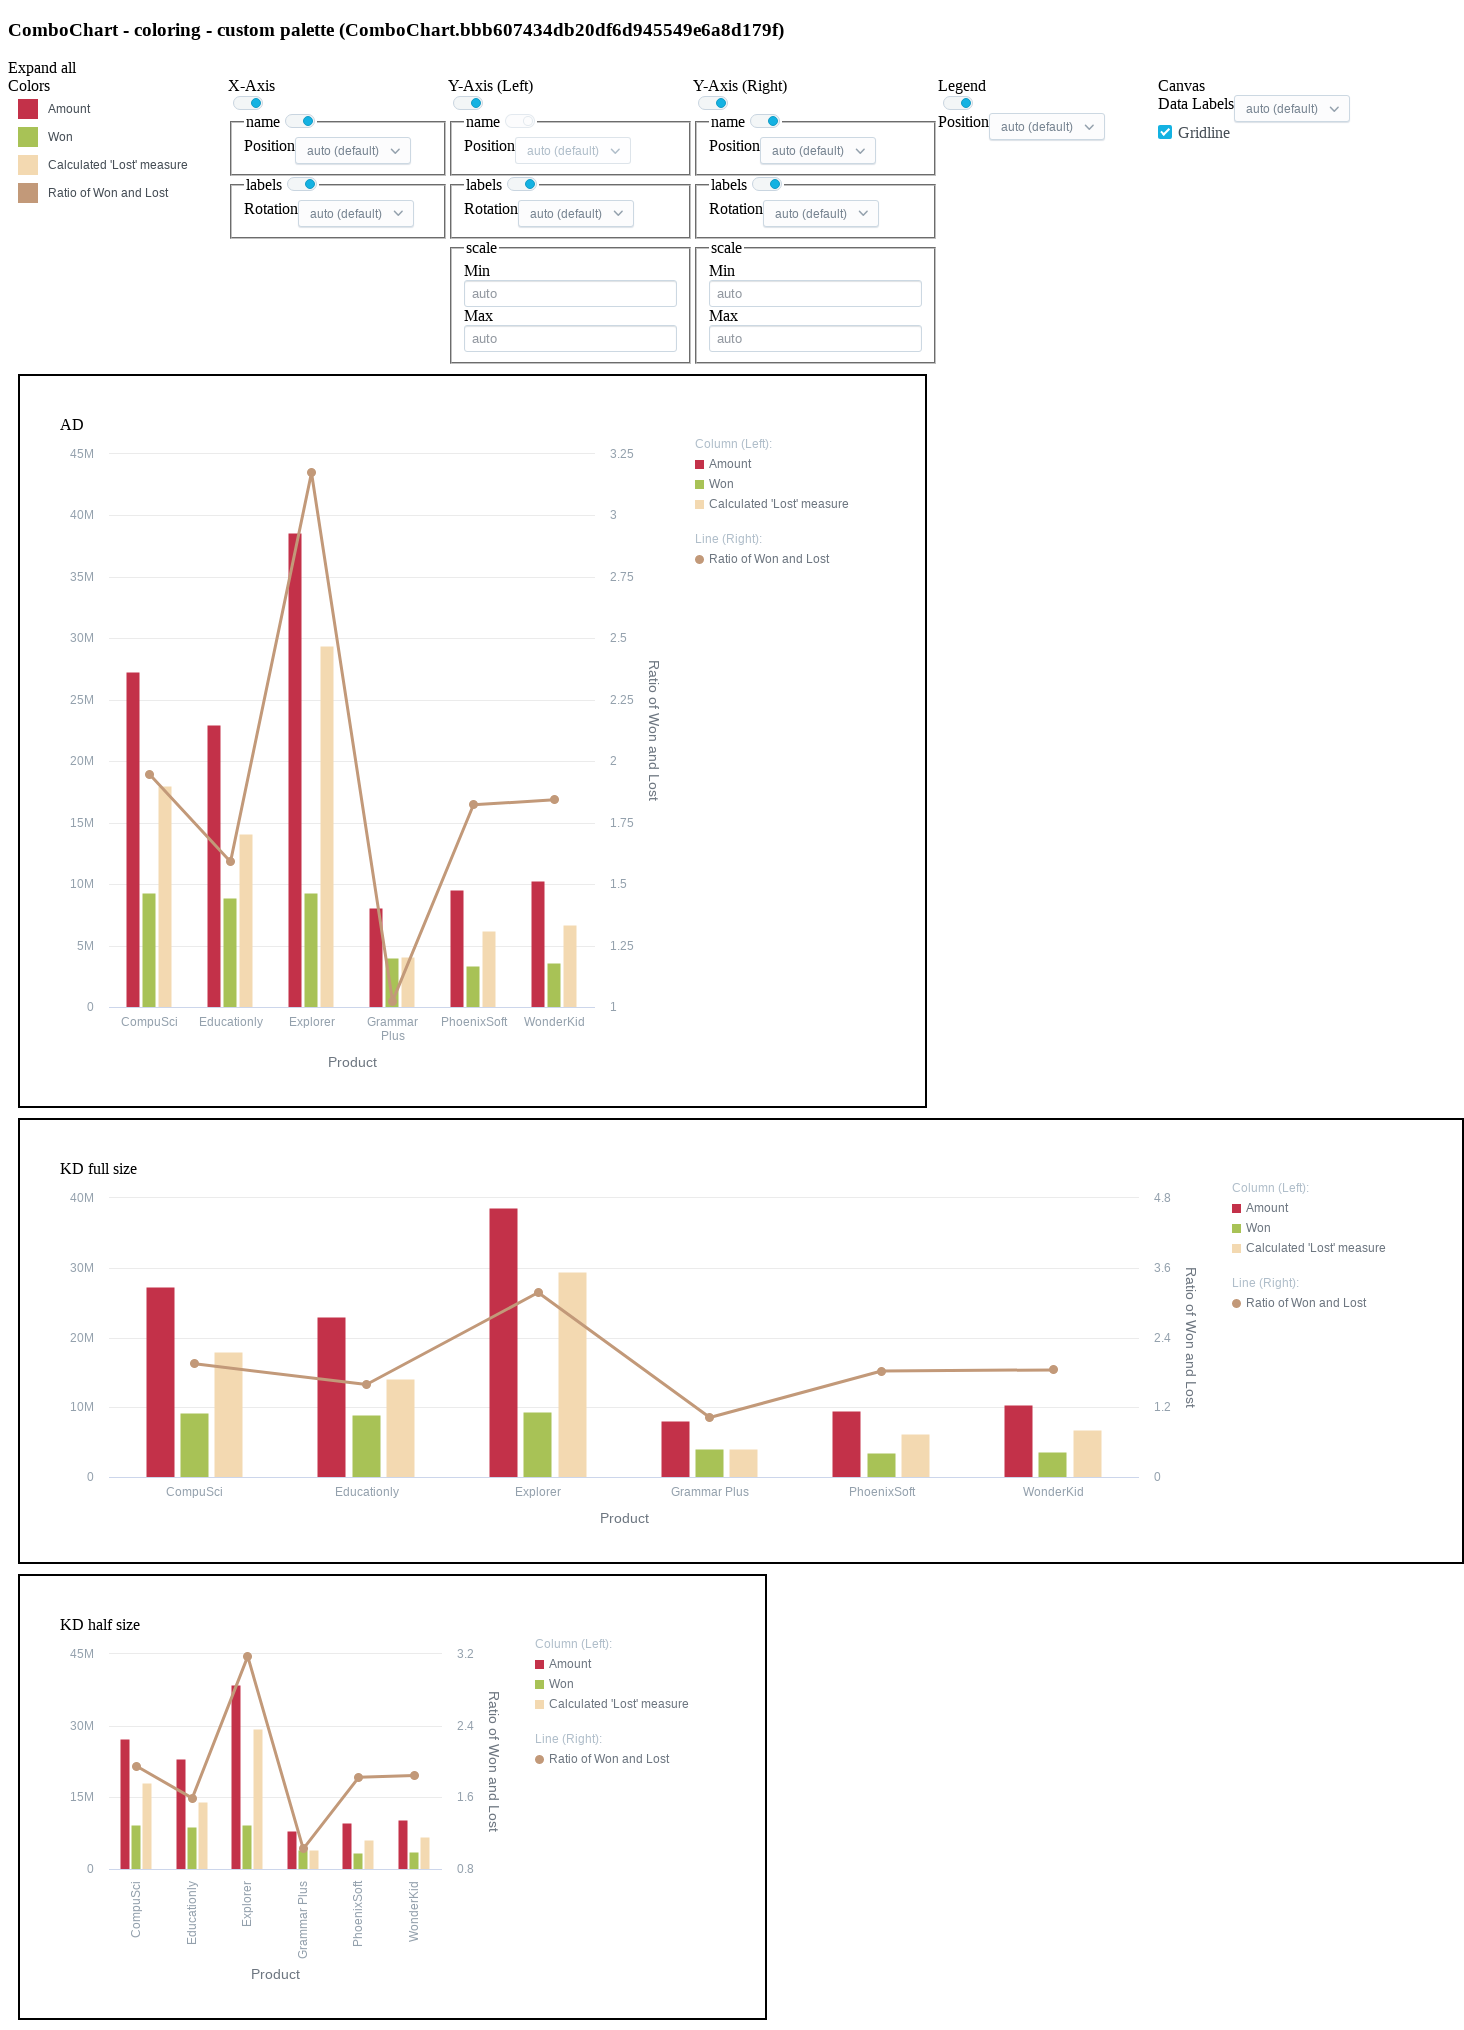 ComboChart - coloring - custom palette (ComboChart.bbb607434db20df6d945549e6a8d179f)
Expand all
Colors
Amount
Won
Calculated 'Lost' measure
Ratio of Won and Lost
X-Axis
name
Position auto (default)
labels
Rotation auto (default)
Y-Axis (Left)
name
Position auto (default)
labels
Rotation auto (default)
scale
Min
auto
Max
auto
Y-Axis (Right)
name
Position auto (default)
labels
Rotation auto (default)
scale
Min
auto
Max
auto
Legend
Position auto (default)
Canvas
Data Labels auto (default)
Gridline
AD
45M
40M
35M
30M
25M
20M
15M
10M
5M
0
3.25
3
2.75
2.5
2.25
2
1.75
1.5
1.25
1
Ratio of Won and Lost
CompuSci
Educationly
Explorer
Grammar
Plus
PhoenixSoft
WonderKid
Product
Column (Left):
Amount
Won
Calculated 'Lost' measure
Line (Right):
Ratio of Won and Lost
KD full size
40M
30M
20M
10M
0
4.8
3.6
2.4
1.2
0
Ratio of Won and Lost
CompuSci
Educationly
Explorer
Grammar Plus
PhoenixSoft
WonderKid
Product
Column (Left):
Amount
Won
Calculated 'Lost' measure
Line (Right):
Ratio of Won and Lost
KD half size
45M
30M
15M
0
3.2
2.4
1.6
0.8
Ratio of Won and Lost
CompuSci
Educationly
Explorer
Grammar Plus
PhoenixSoft
WonderKid
Product
Column (Left):
Amount
Won
Calculated 'Lost' measure
Line (Right):
Ratio of Won and Lost